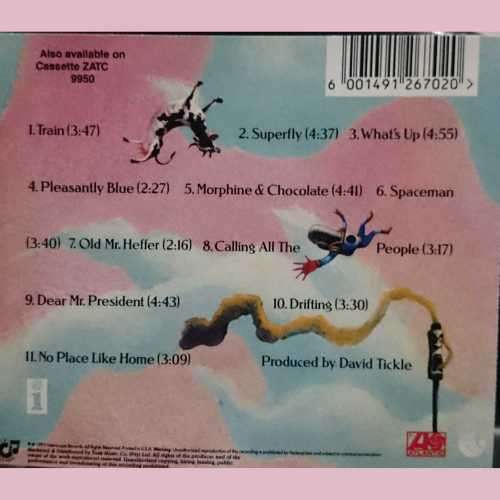 Also available on
Cassette ZATC
9950
6 001491 267020 >
1. Train (3:47)
2. Superfly (4:37) 3. What's Up (4:55)
4. Pleasantly Blue (2:27) 5. Morphine & Chocolate (4:41) 6. Spaceman
(3:40) 7. Old Mr. Heffer (2:16) 8. Calling All The People (3:17)
9. Dear Mr. President (4:43) 10. Drifting (3:30)
11. No Place Like Home (3:09) Produced by David Tickle
ATLANTIC